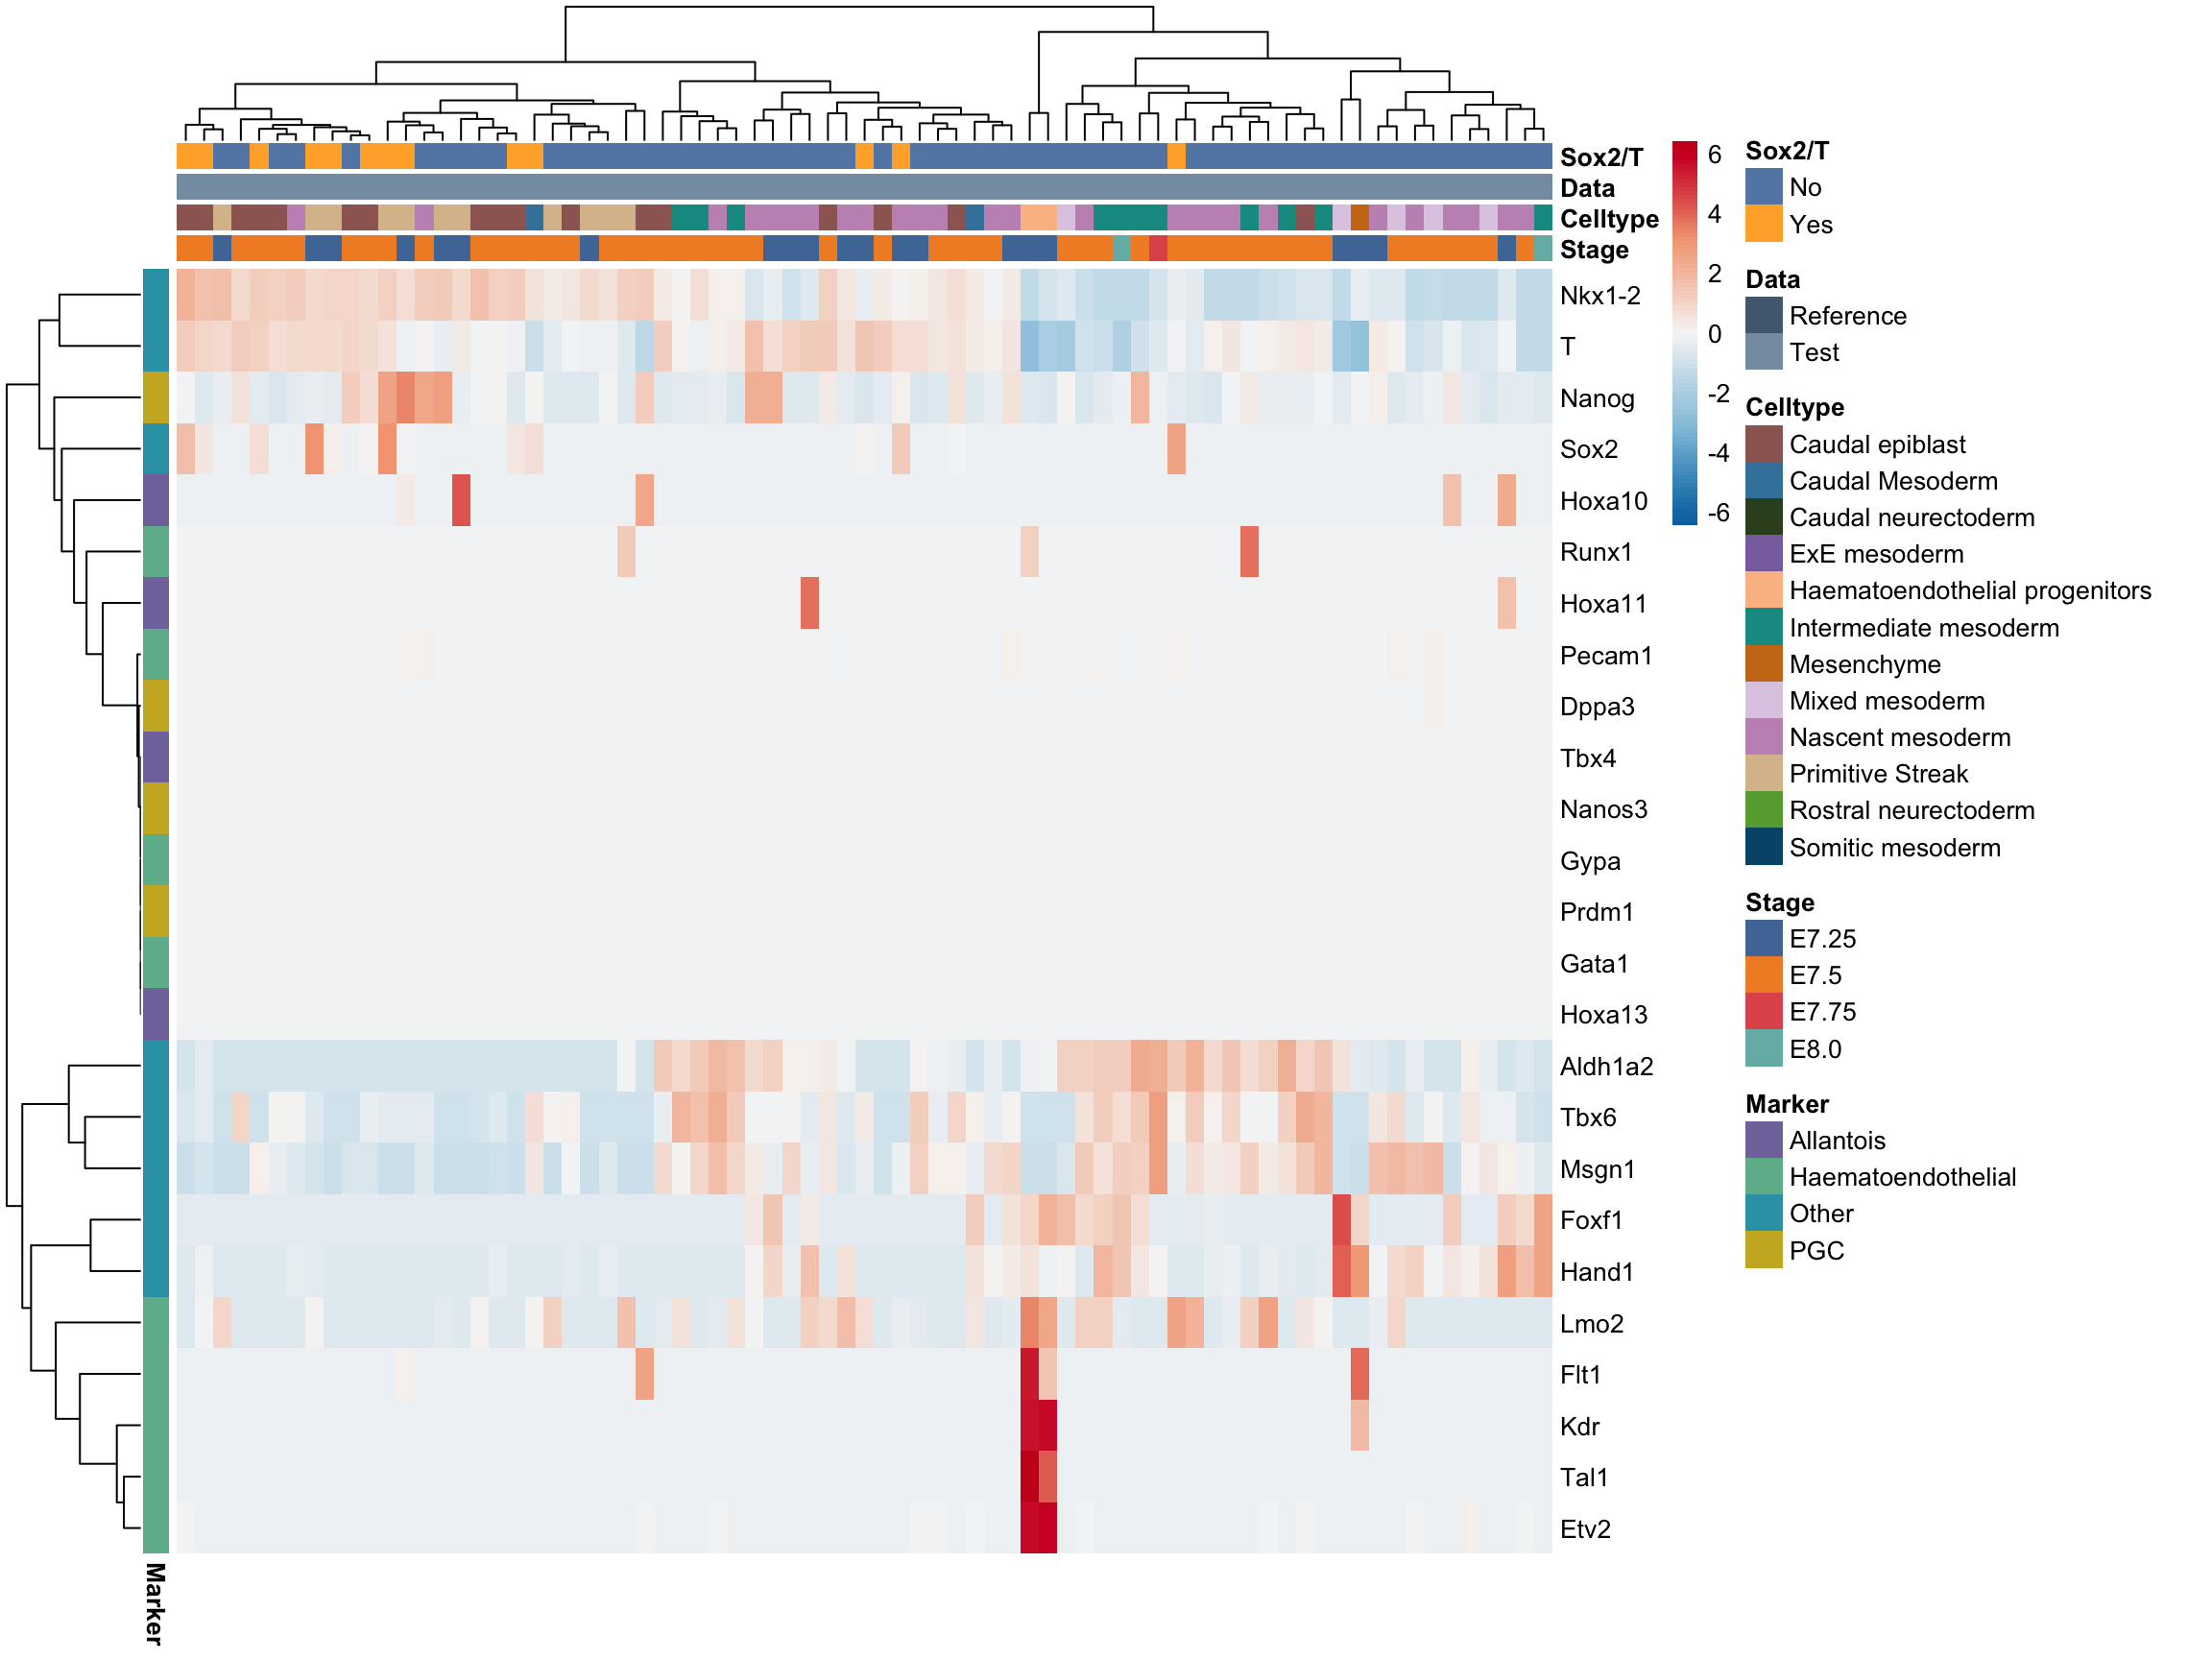 Sox2/T
Data
Celltype
Stage
Nkx1-2
T
Nanog
Sox2
Hoxa10
Runx1
Hoxa11
Pecam1
Dppa3
Tbx4
Nanos3
Gypa
Prdm1
Gata1
Hoxa13
Aldh1a2
Tbx6
Msgn1
Foxf1
Hand1
Lmo2
Flt1
Kdr
Tal1
Etv2
Marker
6
4
2
0
-2
-4
-6
Sox2/T
No
Yes
Data
Reference
Test
Celltype
Caudal epiblast
Caudal Mesoderm
Caudal neurectoderm
ExE mesoderm
Haematoendothelial progenitors
Intermediate mesoderm
Mesenchyme
Mixed mesoderm
Nascent mesoderm
Primitive Streak
Rostral neurectoderm
Somitic mesoderm
Stage
E7.25
E7.5
E7.75
E8.0
Marker
Allantois
Haematoendothelial
Other
PGC